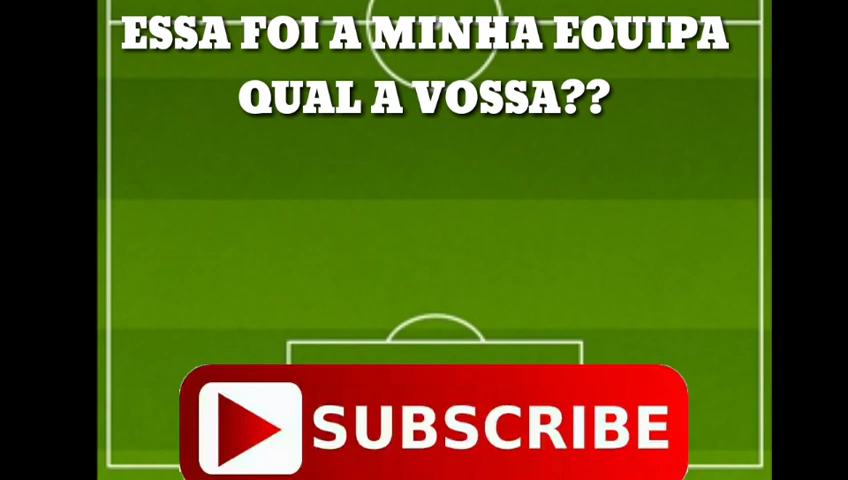 ESSA FOI A MINHA EQUIPA
QUAL A VOSSA??
SUBSCRIBE